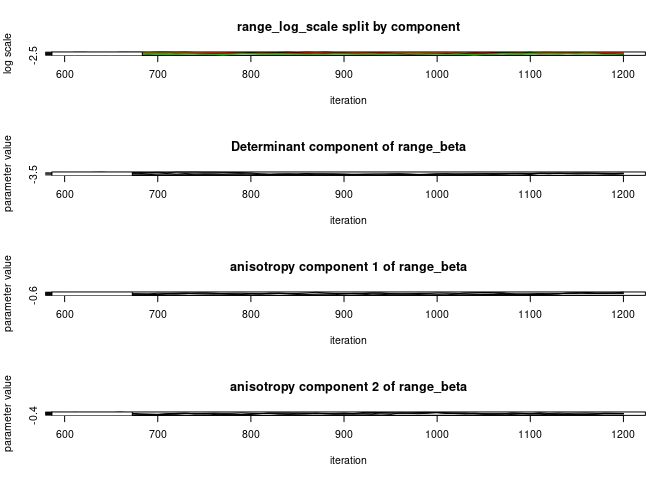 range_log_scale split by component
log scale
-2.5
600 700 800 900 1000 1100 1200
iteration
Determinant component of range_beta
parameter value
-3.5
600 700 800 900 1000 1100 1200
iteration
anisotropy component 1 of range_beta
parameter value
-0.6
600 700 800 900 1000 1100 1200
iteration
anisotropy component 2 of range_beta
parameter value
-0.4
600 700 800 900 1000 1100 1200
iteration